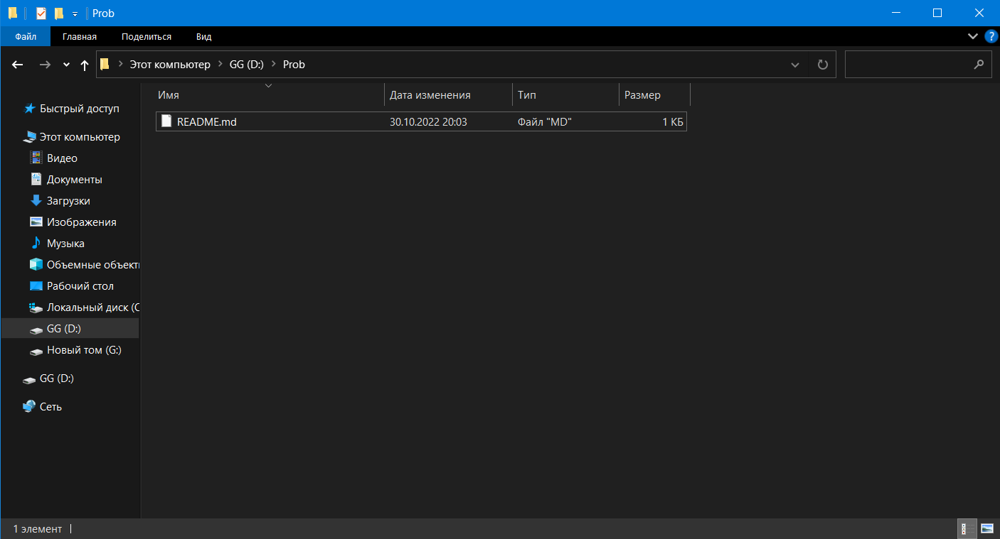 Prob
Файл Главная Поделиться Вид
?
Этот компьютер GG (D:) Prob
Имя Дата изменения Тип Размер
README.md 30.10.2022 20:03 Файл "MD" 1 КБ
Быстрый доступ
Этот компьютер
Видео
Документы
Загрузки
Изображения
Музыка
Объемные объект
Рабочий стол
Локальный диск (C
GG (D:)
Новый том (G:)
GG (D:)
Сеть
1 элемент